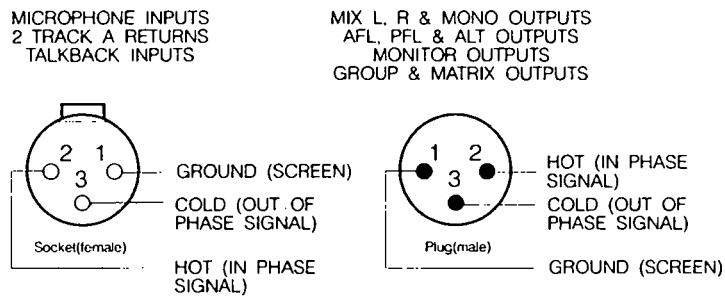 MICROPHONE INPUTS
2 TRACK A RETURNS
TALKBACK INPUTS
2 1
3
GROUND (SCREEN)
COLD (OUT OF
PHASE SIGNAL)
Socket(female)
HOT (IN PHASE
SIGNAL)
MIX L, R & MONO OUTPUTS
AFL, PFL & ALT OUTPUTS
MONITOR OUTPUTS
GROUP & MATRIX OUTPUTS
1 2
3
HOT (IN PHASE
SIGNAL)
COLD (OUT OF
PHASE SIGNAL)
Plug(male)
GROUND (SCREEN)